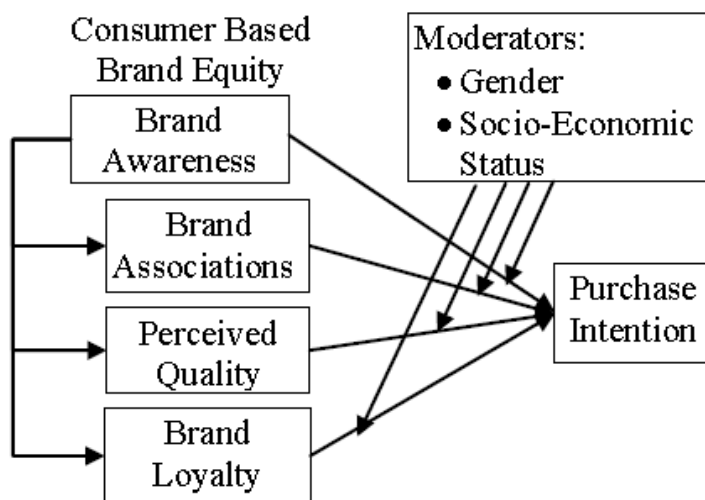 Consumer Based
Brand Equity
Brand
Awareness
Brand
Associations
Perceived
Quality
Brand
Loyalty
Moderators:
• Gender
• Socio-Economic
Status
Purchase
Intention